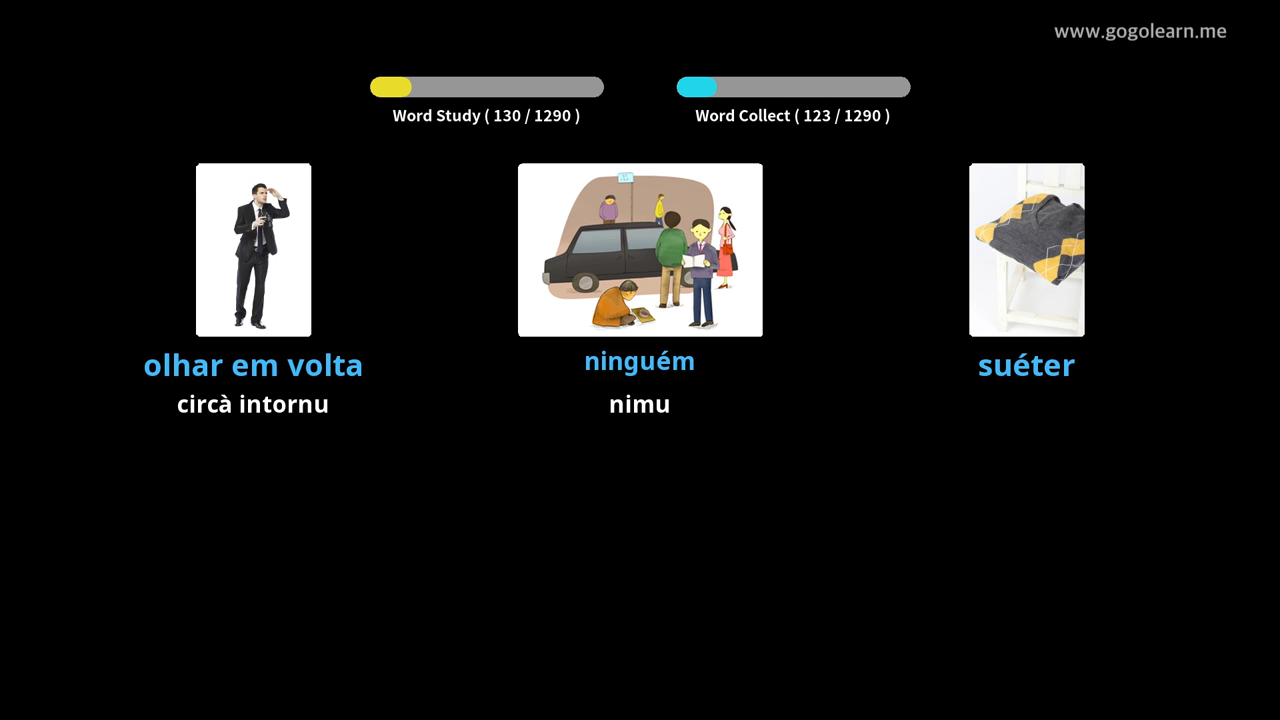 www.gogolearn.me
Word Study ( 130 / 1290 )
Word Collect ( 123 / 1290 )
olhar em volta
circà intornu
ninguém
nimu
suéter